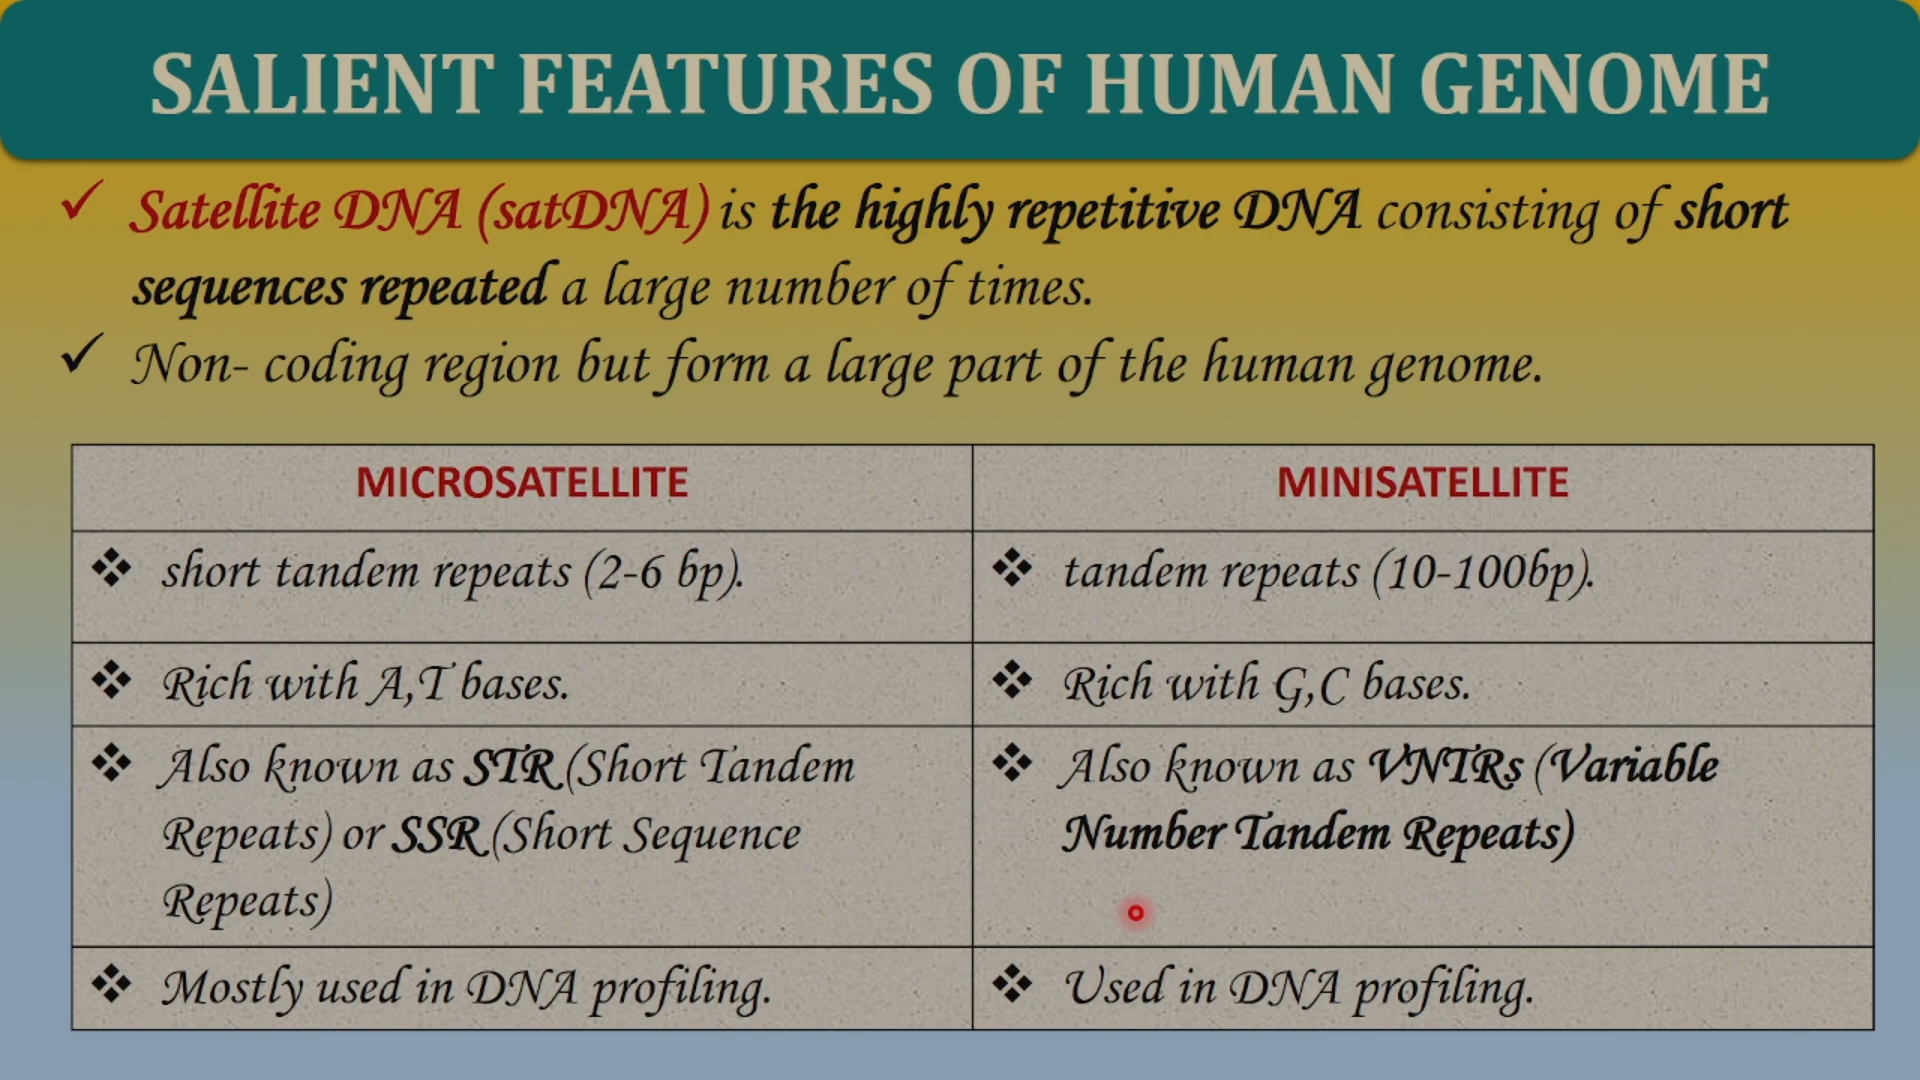 SALIENT FEATURES OF HUMAN GENOME
Satellite DNA (satDNA) is the highly repetitive DNA consisting of short
sequences repeated a large number of times.
Non- coding region but form a large part of the human genome.
MICROSATELLITE
MINISATELLITE
short tandem repeats (2-6 bp).
tandem repeats (10-100bp).
Rich with A,T bases.
Rich with G,C bases.
Also known as STR (Short Tandem
Repeats) or SSR (Short Sequence
Repeats)
Also known as VNTRs (Variable
Number Tandem Repeats)
Mostly used in DNA profiling.
Used in DNA profiling.